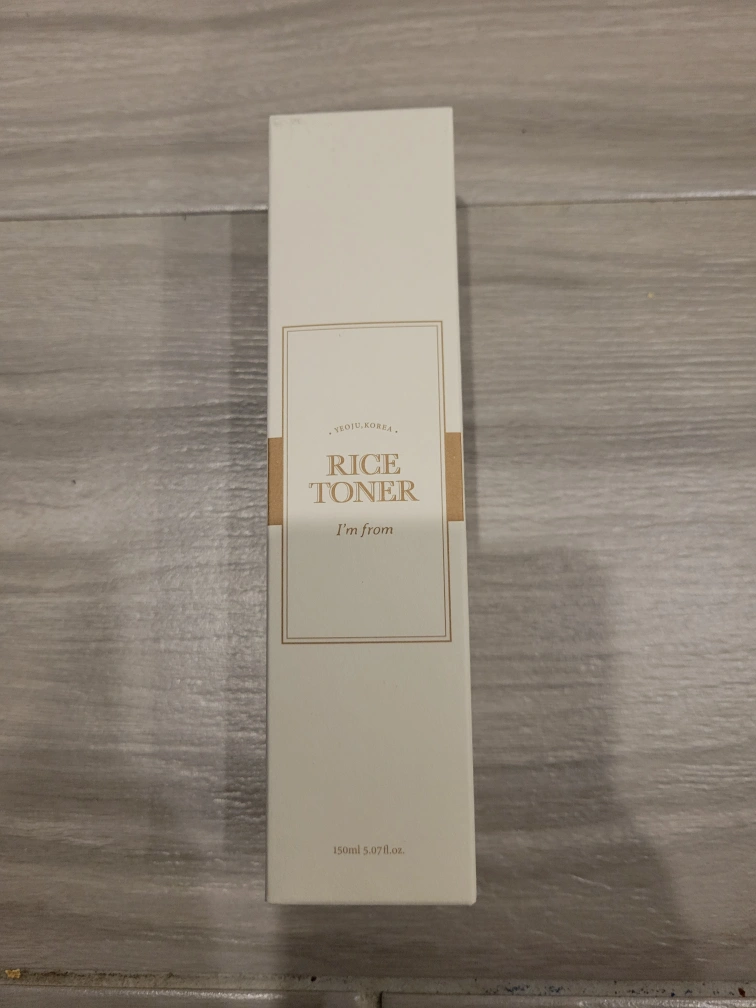 • YEOJU, KOREA •
RICE
TONER
I'm from
150ml 5.07fl.oz.